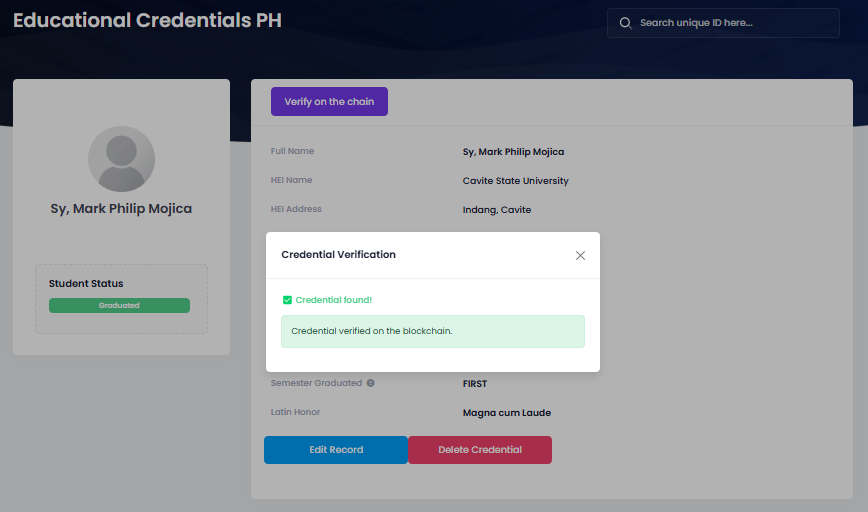 Educational Credentials PH
Search unique ID here...
Sy, Mark Philip Mojica
Student Status
Graduated
Verify on the chain
Full Name Sy, Mark Philip Mojica
HEI Name Cavite State University
HEI Address Indang, Cavite
Credential Verification
Credential found!
Credential verified on the blockchain.
Semester Graduated FIRST
Latin Honor Magna cum Laude
Edit Record Delete Credential